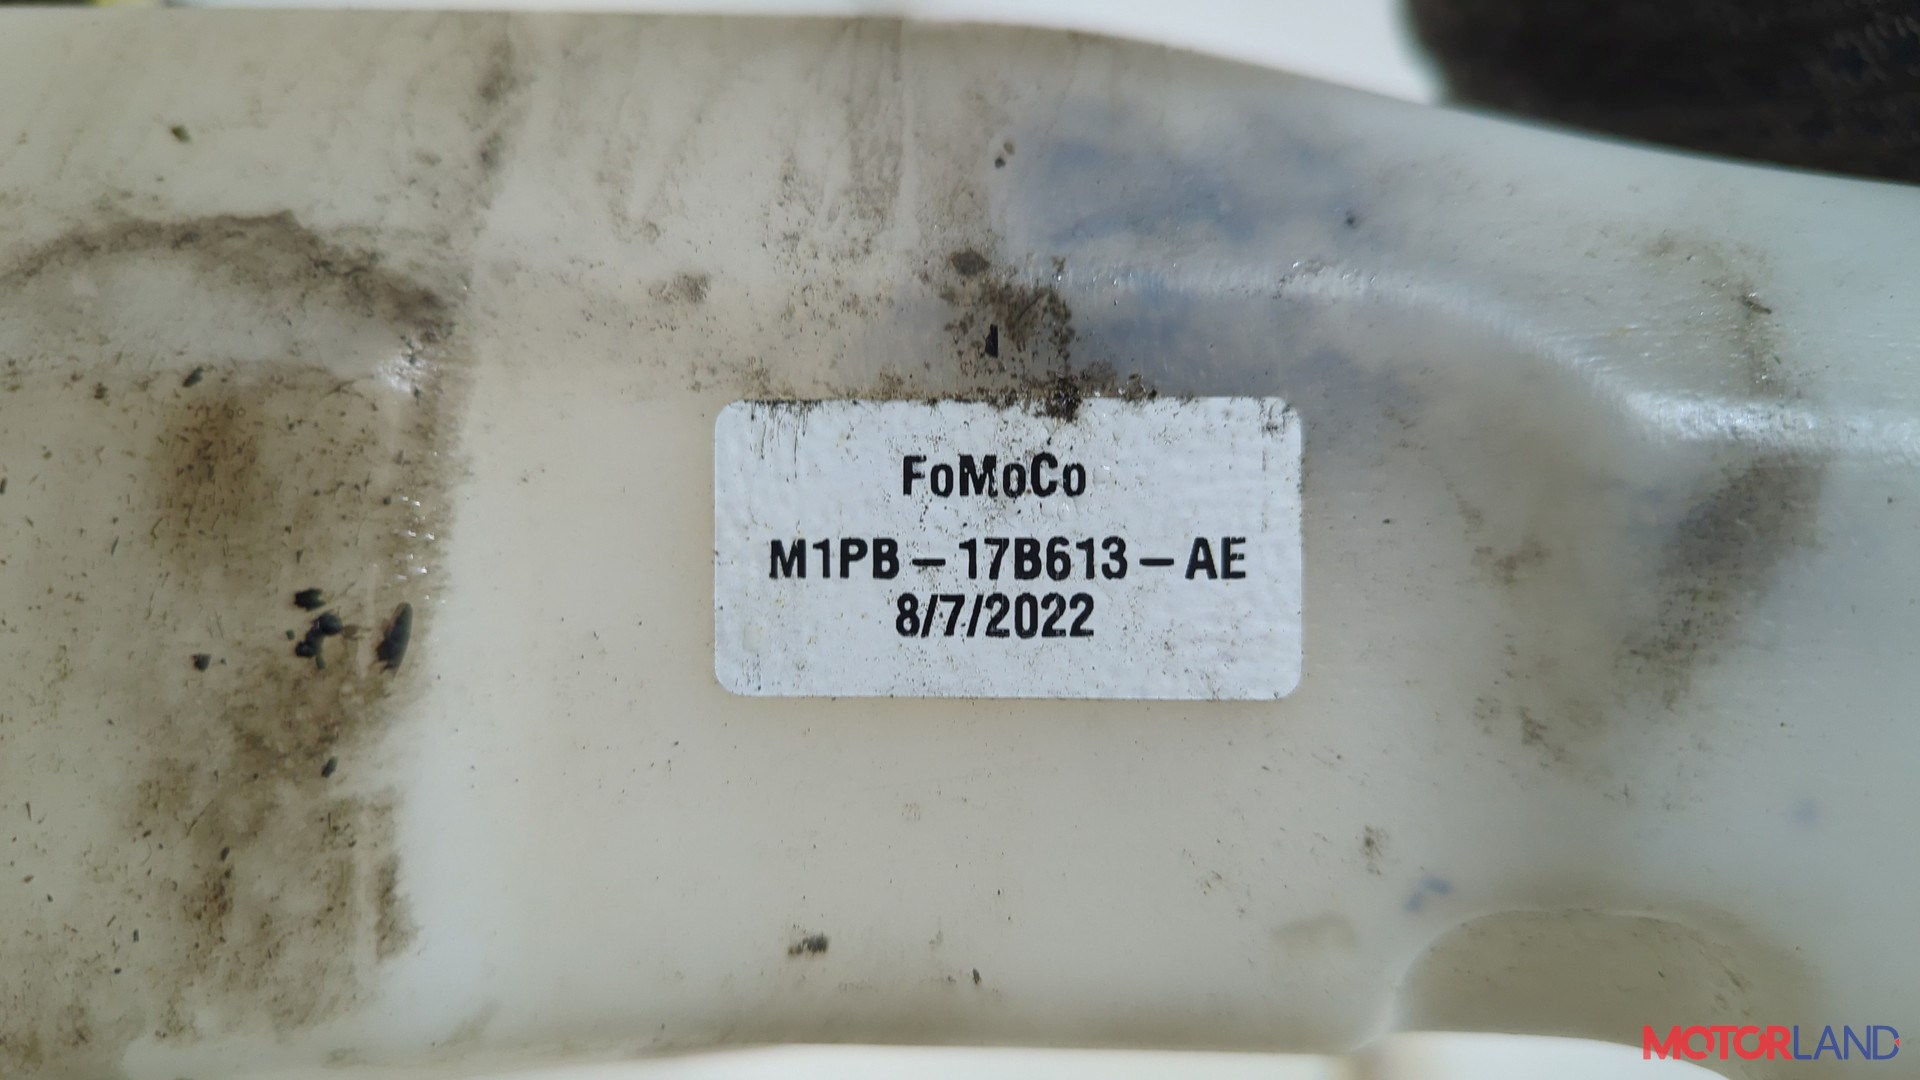 FoMoCo
M1PB-17B613-AE
8/7/2022
MOTORLAND